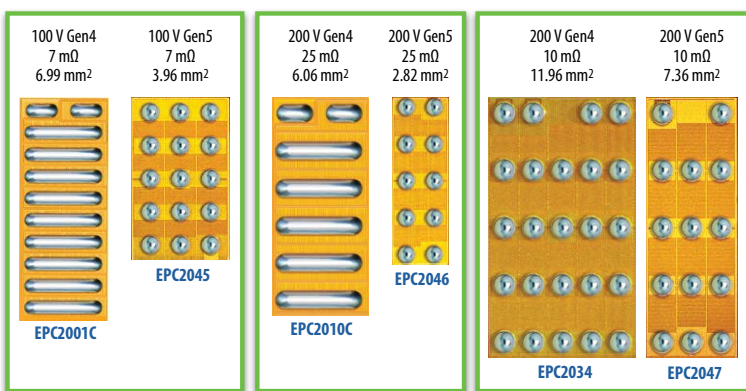 100 V Gen4
7 mΩ
6.99 mm²
100 V Gen5
7 mΩ
3.96 mm²
EPC2001C
EPC2045
200 V Gen4
25 mΩ
6.06 mm²
200 V Gen5
25 mΩ
2.82 mm²
EPC2010C
EPC2046
200 V Gen4
10 mΩ
11.96 mm²
200 V Gen5
10 mΩ
7.36 mm²
EPC2034
EPC2047